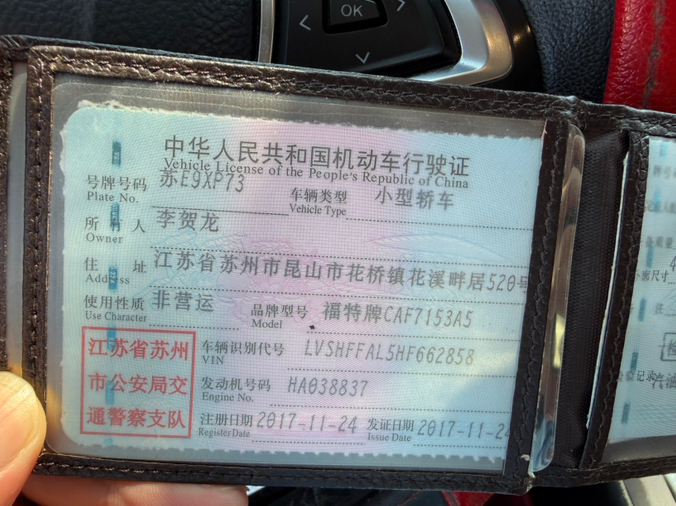 OK
中华人民共和国机动车行驶证
Vehicle License of the People's Republic of China
号牌号码 苏E9XP73 车辆类型 小型轿车
Plate No. Vehicle Type
所有人 李贺龙
Owner
住址 江苏省苏州市昆山市花桥镇花溪畔居520号
Address
使用性质 非营运 品牌型号 福特牌CAF7153A5
Use Character Model
江苏省苏州
市公安局交
通警察支队
车辆识别代号 LVSHFFAL5HF662858
VIN
发动机号码 HA038837
Engine No.
注册日期 2017-11-24 发证日期 2017-11-24
Register Date Issue Date